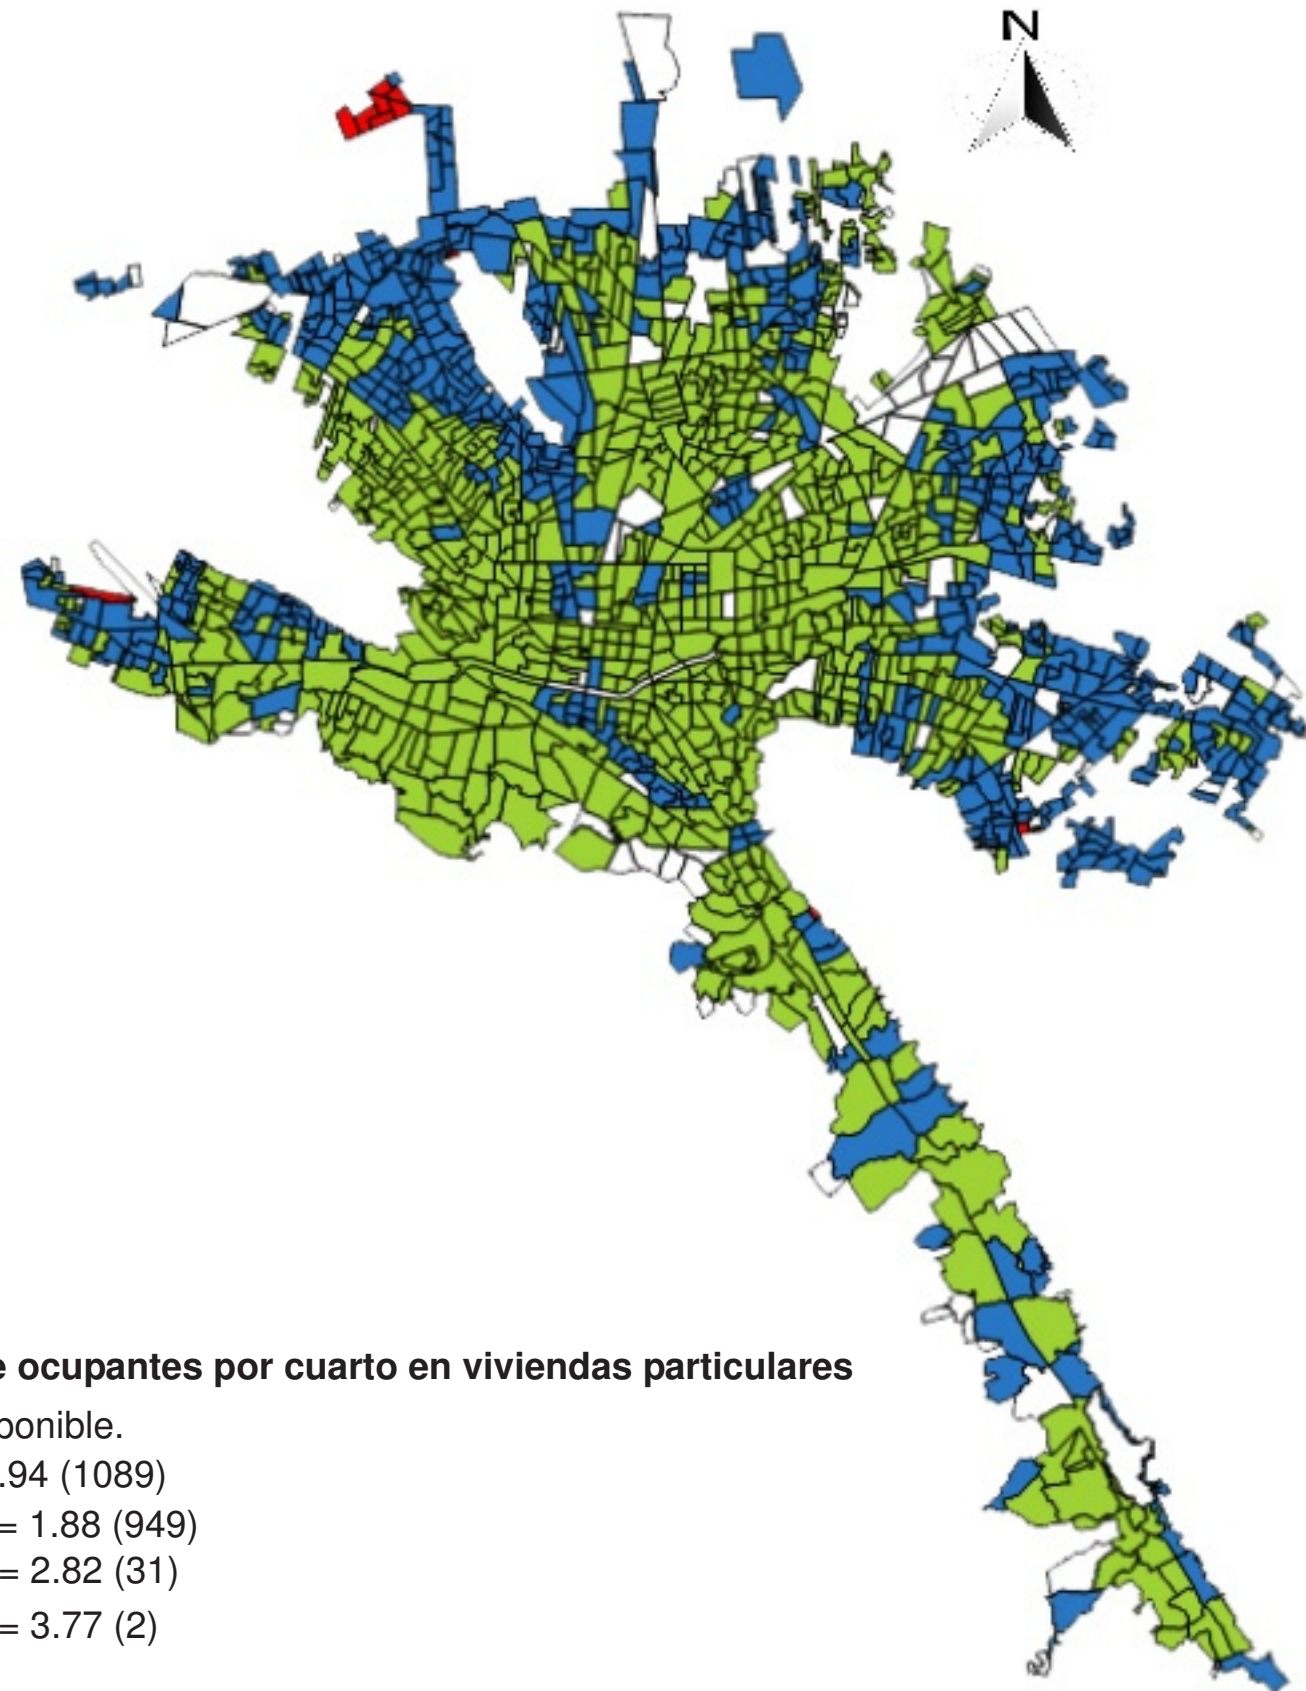 N
e ocupantes por cuarto en viviendas particulares
ponible.
.94 (1089)
= 1.88 (949)
= 2.82 (31)
= 3.77 (2)